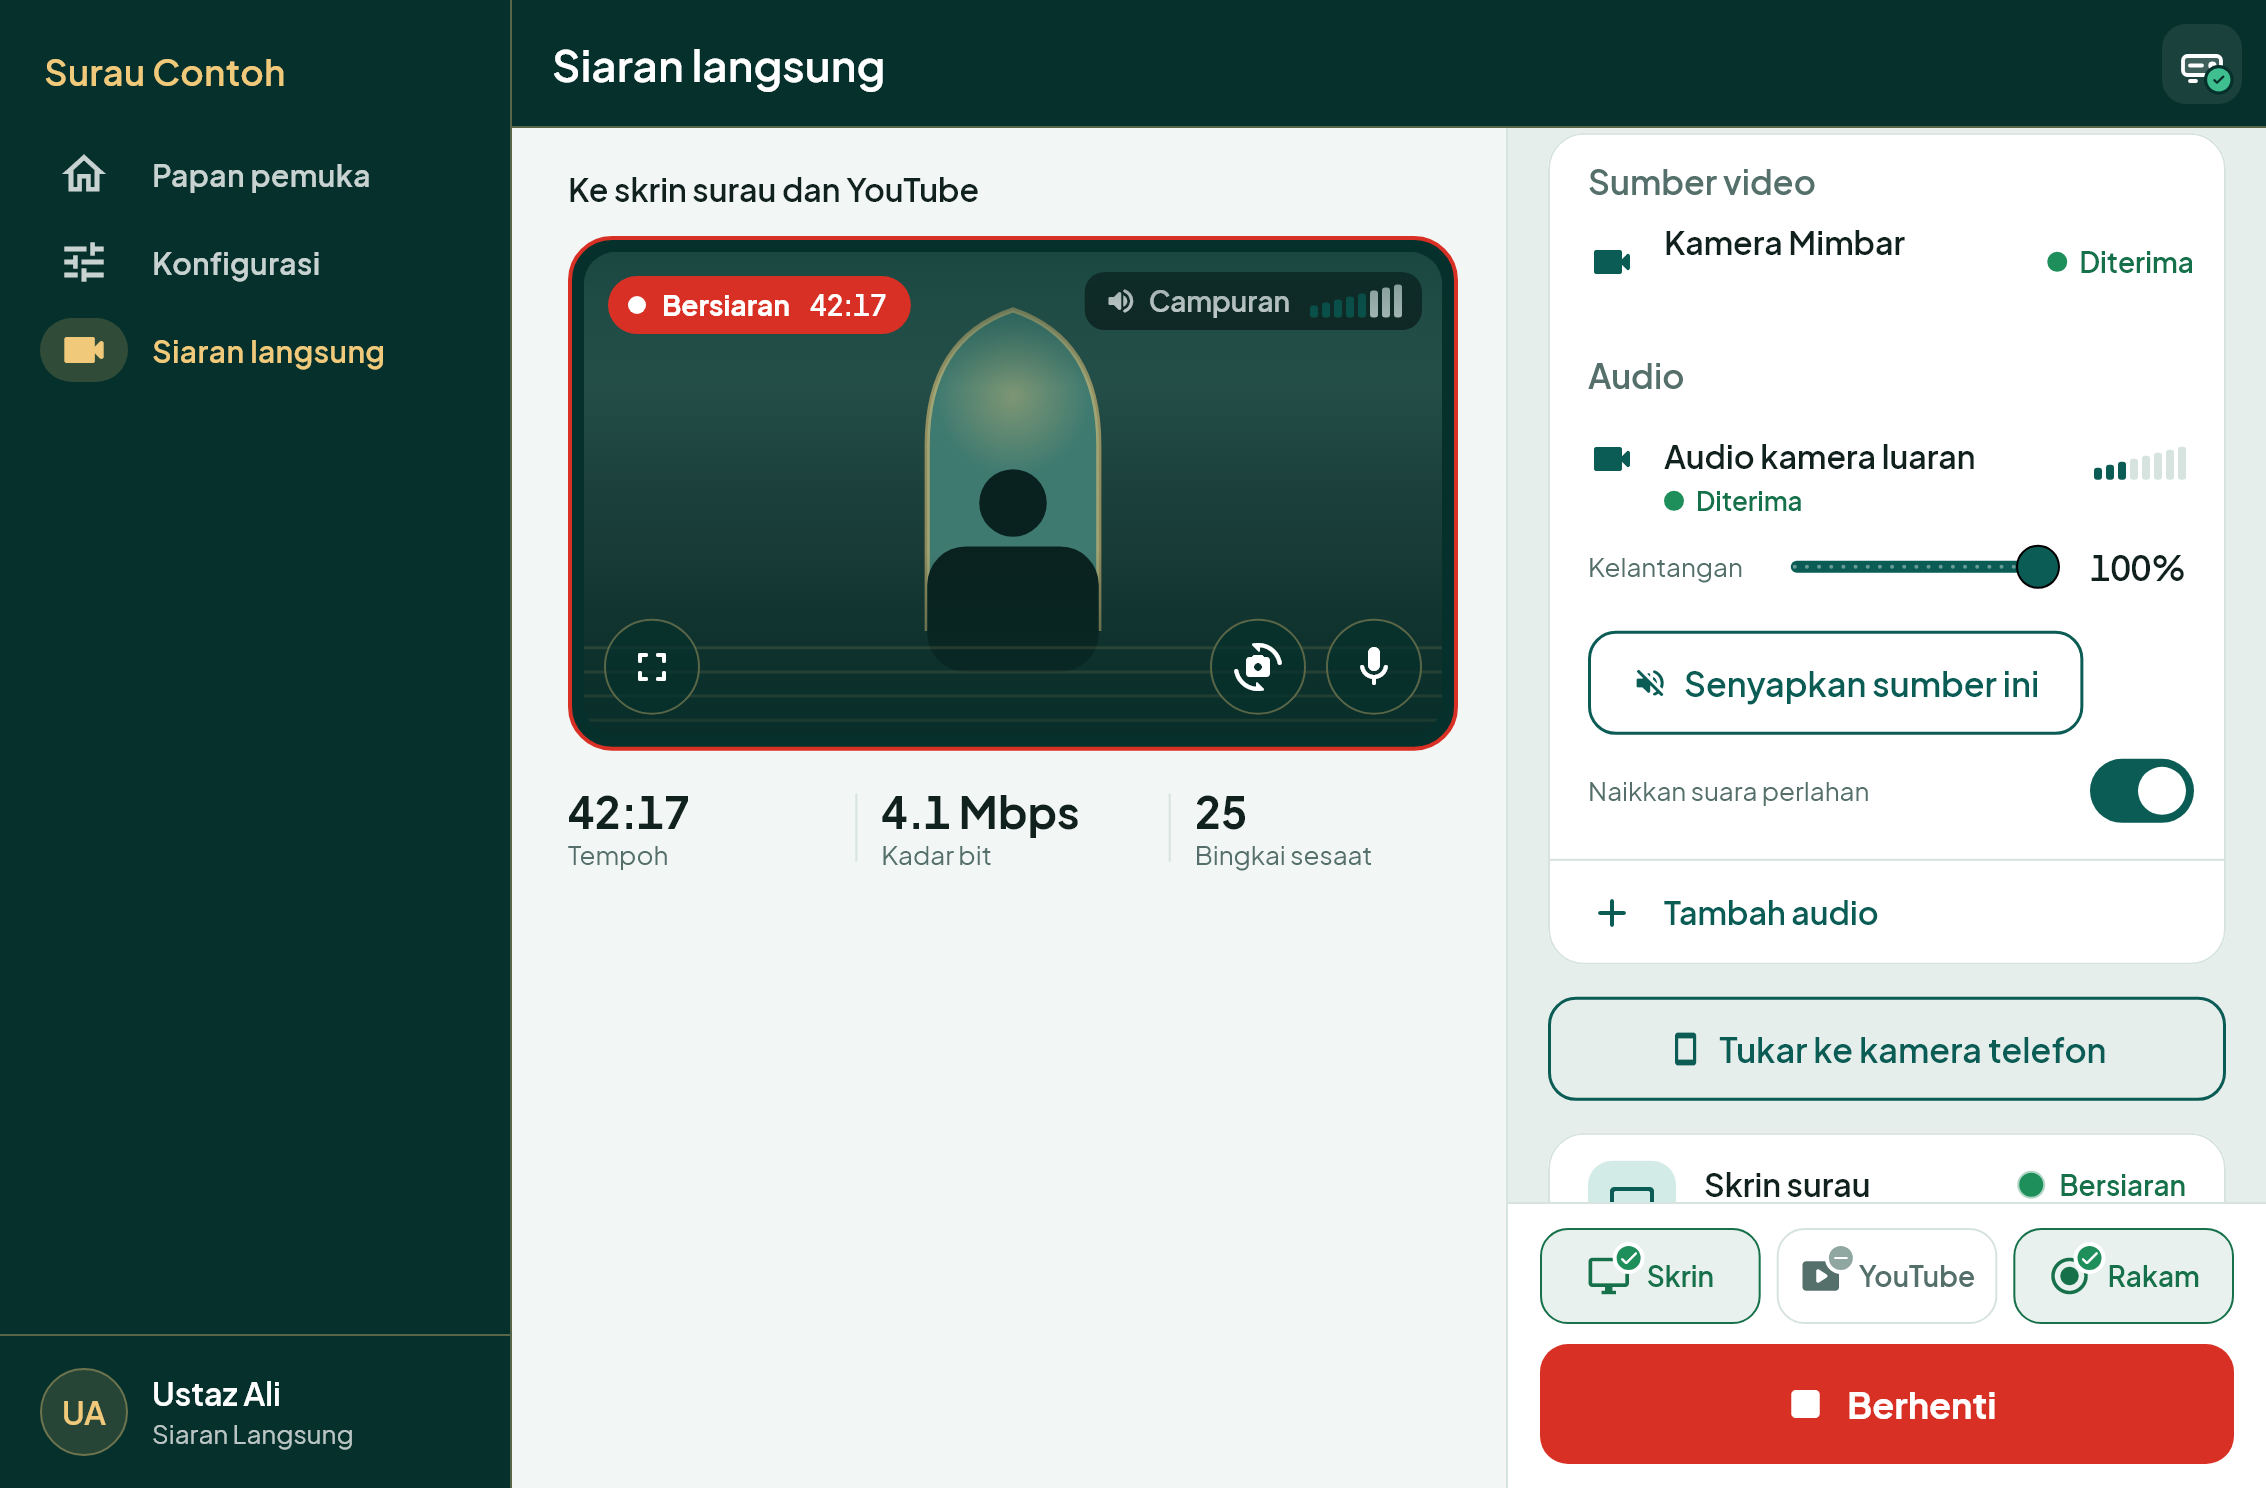 Surau Contoh
Papan pemuka
Konfigurasi
Siaran langsung
Ustaz Ali
UA
Siaran Langsung
Siaran langsung
Ke skrin surau dan YouTube
Bersiaran 42:17
Campuran
42:17
Tempoh
4.1 Mbps
Kadar bit
25
Bingkai sesaat
Sumber video
Kamera Mimbar
Diterima
Audio
Audio kamera luaran
Diterima
Kelantangan
100%
Senyapkan sumber ini
Naikkan suara perlahan
Tambah audio
Tukar ke kamera telefon
Skrin surau
Bersiaran
Skrin
YouTube
Rakam
Berhenti